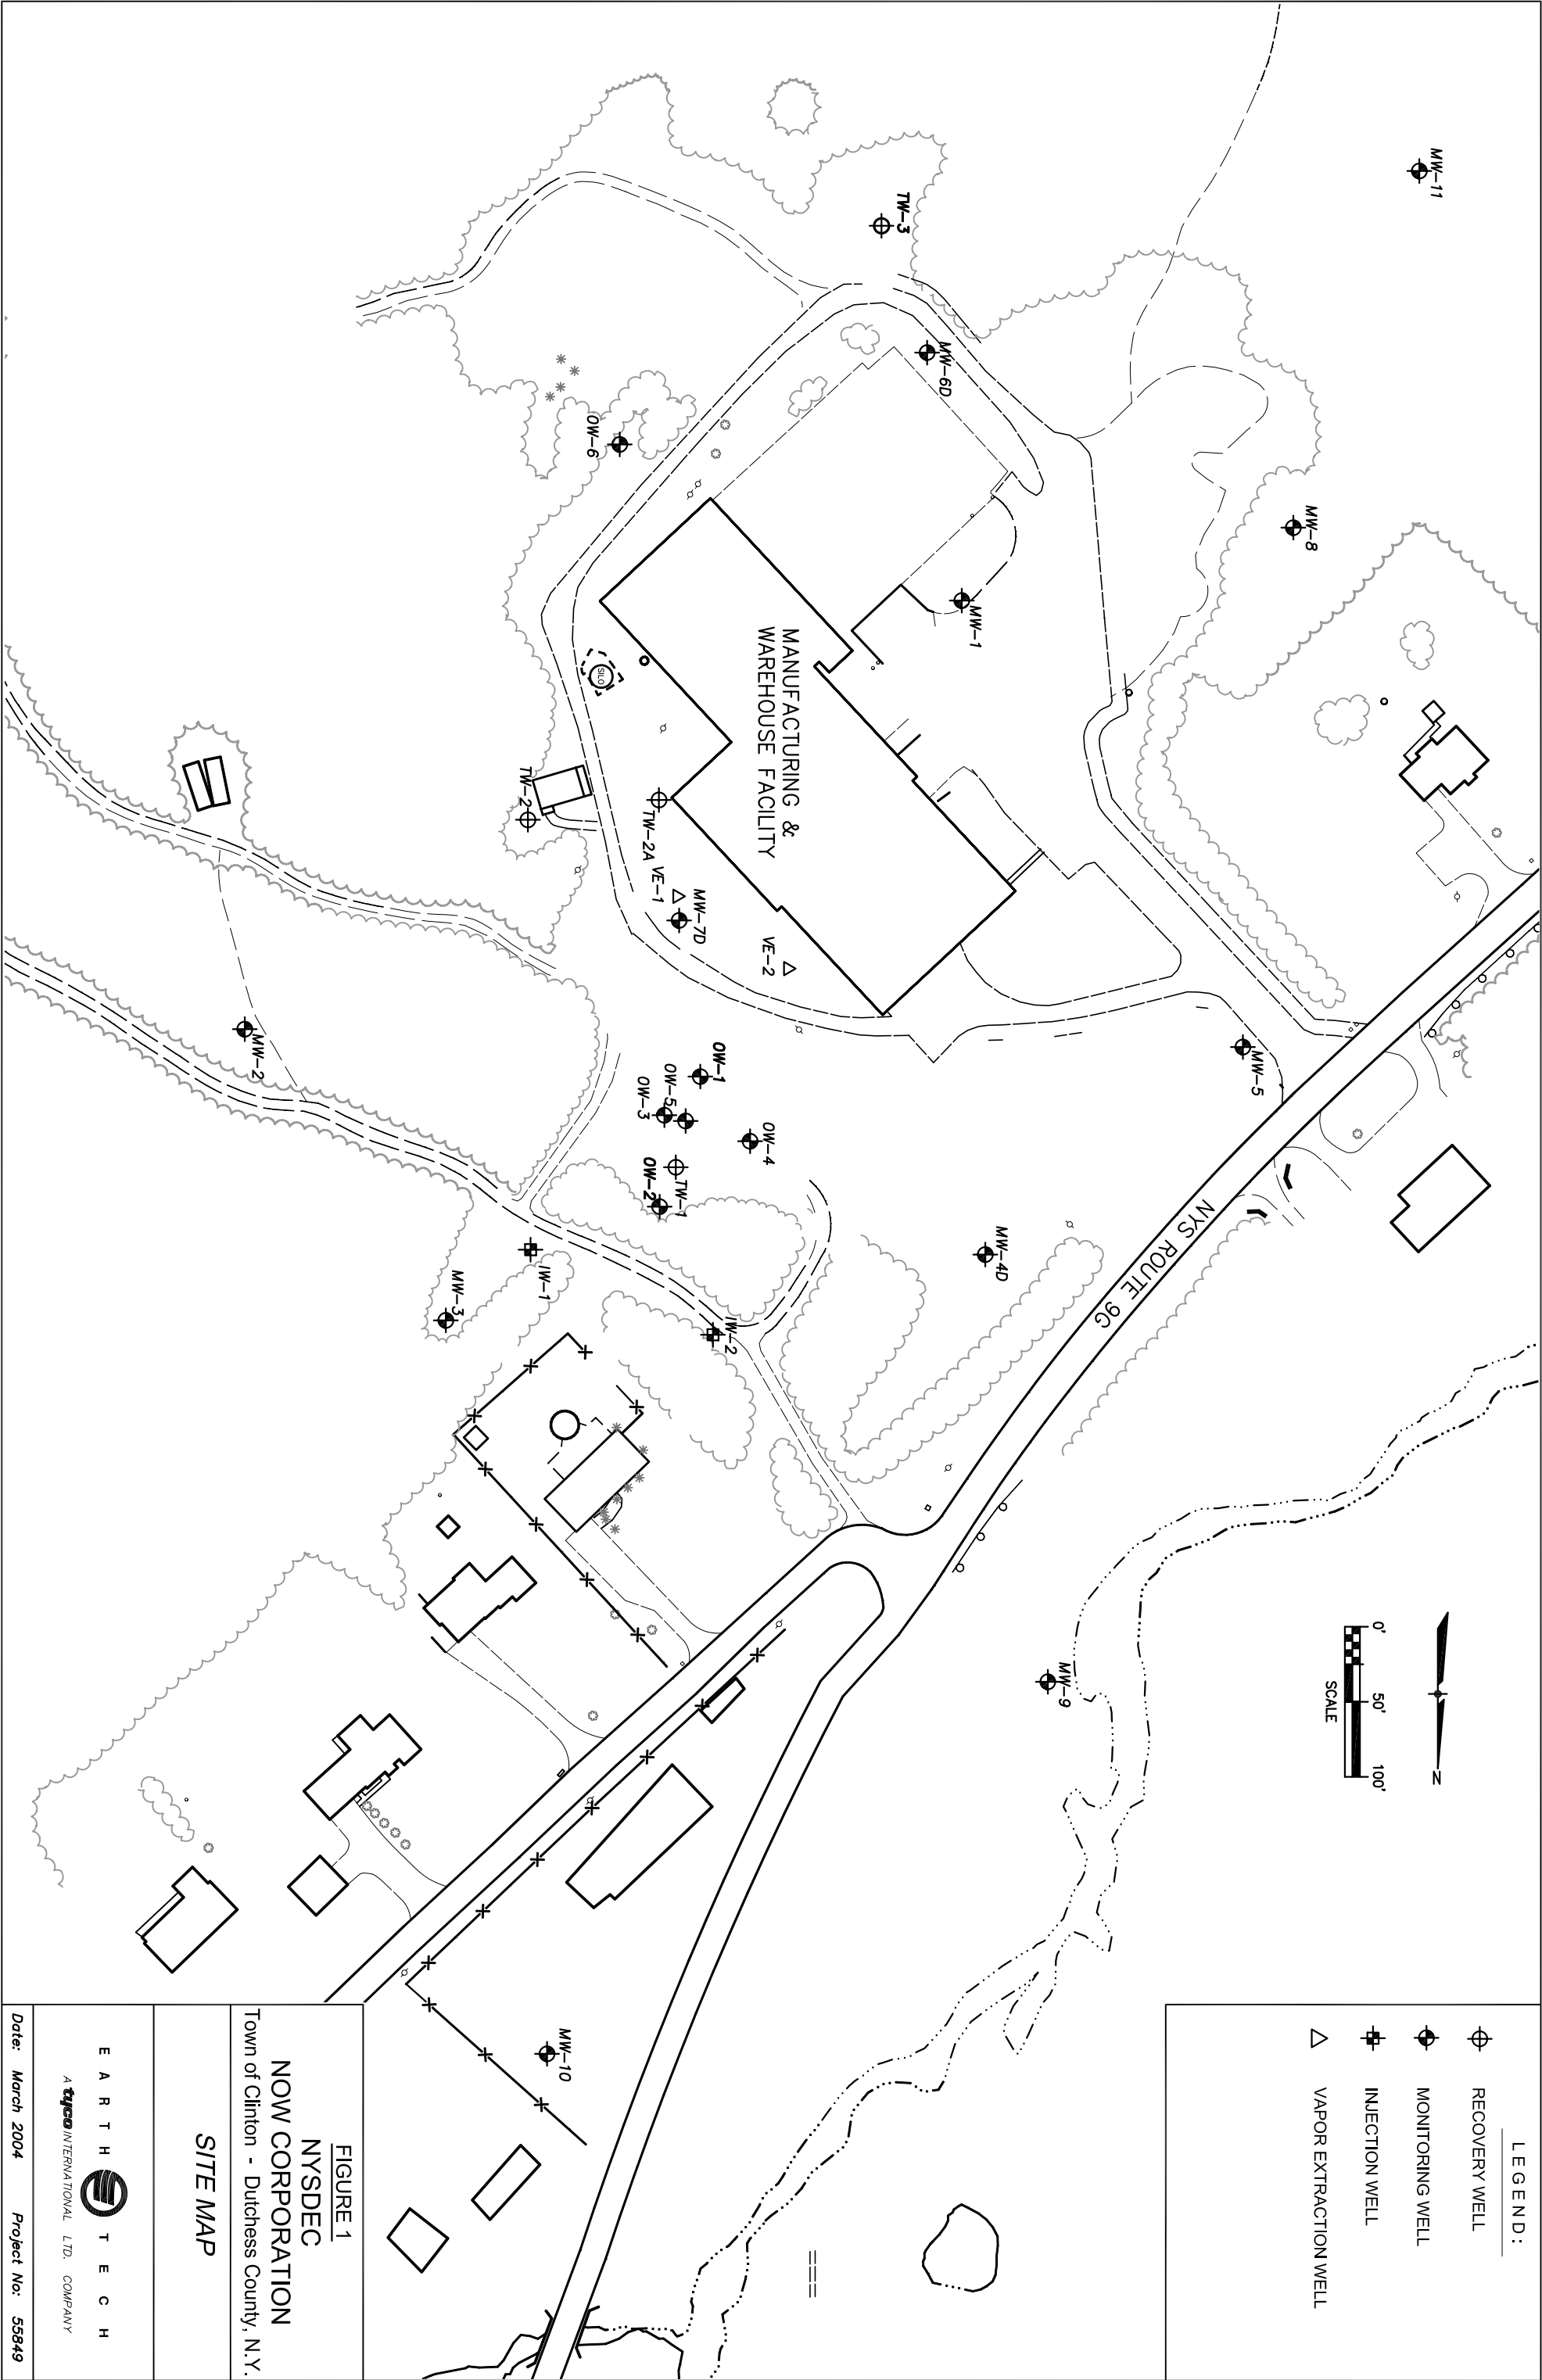 MW-11
TW-3
MW-6D
OW-6
MW-8
MW-1
MANUFACTURING &
WAREHOUSE FACILITY
SILO
TW-2
TW-2A
VE-1
MW-7D
VE-2
MW-2
MW-5
OW-1
OW-5
OW-3
OW-4
TW-1
OW-2
MW-4D
NYS ROUTE 9G
IW-1
MW-3
IW-2
MW-9
MW-10
N
0'
50'
100'
SCALE
LEGEND:
RECOVERY WELL
MONITORING WELL
INJECTION WELL
VAPOR EXTRACTION WELL
FIGURE 1
NYSDEC
NOW CORPORATION
Town of Clinton - Dutchess County, N.Y.
SITE MAP
EARTH TECH
A tyco INTERNATIONAL LTD. COMPANY
Date: March 2004 Project No: 55849